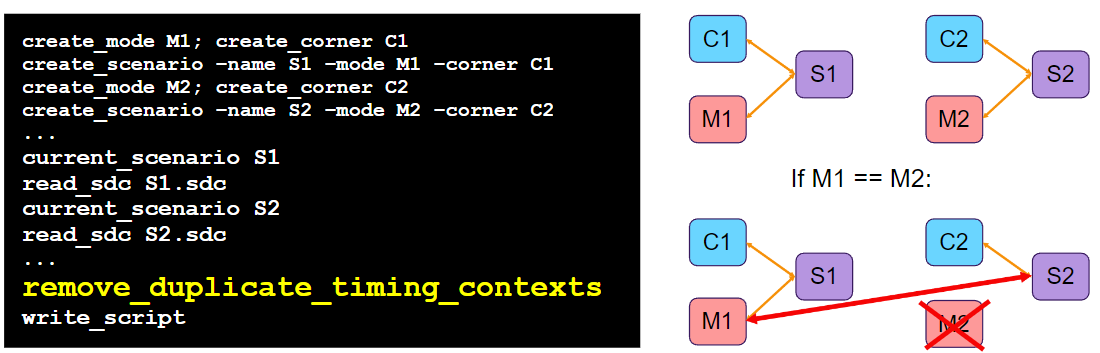 create_mode M1; create_corner C1
create_scenario –name S1 –mode M1 –corner C1
create_mode M2; create_corner C2
create_scenario –name S2 –mode M2 –corner C2
...
current_scenario S1
read_sdc S1.sdc
current_scenario S2
read_sdc S2.sdc
...
remove_duplicate_timing_contexts
write_script
C1
S1
M1
C2
S2
M2
If M1 == M2:
C1
S1
M1
C2
S2
M2